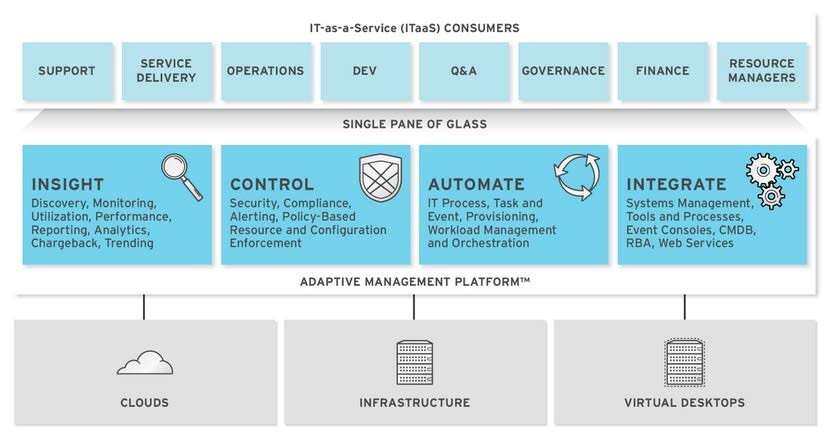 IT-as-a-Service (ITaaS) CONSUMERS
SUPPORT
SERVICE
DELIVERY
OPERATIONS
DEV
Q&A
GOVERNANCE
FINANCE
RESOURCE
MANAGERS
SINGLE PANE OF GLASS
INSIGHT
Discovery, Monitoring,
Utilization, Performance,
Reporting, Analytics,
Chargeback, Trending
CONTROL
Security, Compliance,
Alerting, Policy-Based
Resource and Configuration
Enforcement
AUTOMATE
IT Process, Task and
Event, Provisioning,
Workload Management
and Orchestration
INTEGRATE
Systems Management,
Tools and Processes,
Event Consoles, CMDB,
RBA, Web Services
ADAPTIVE MANAGEMENT PLATFORM™
CLOUDS
INFRASTRUCTURE
VIRTUAL DESKTOPS